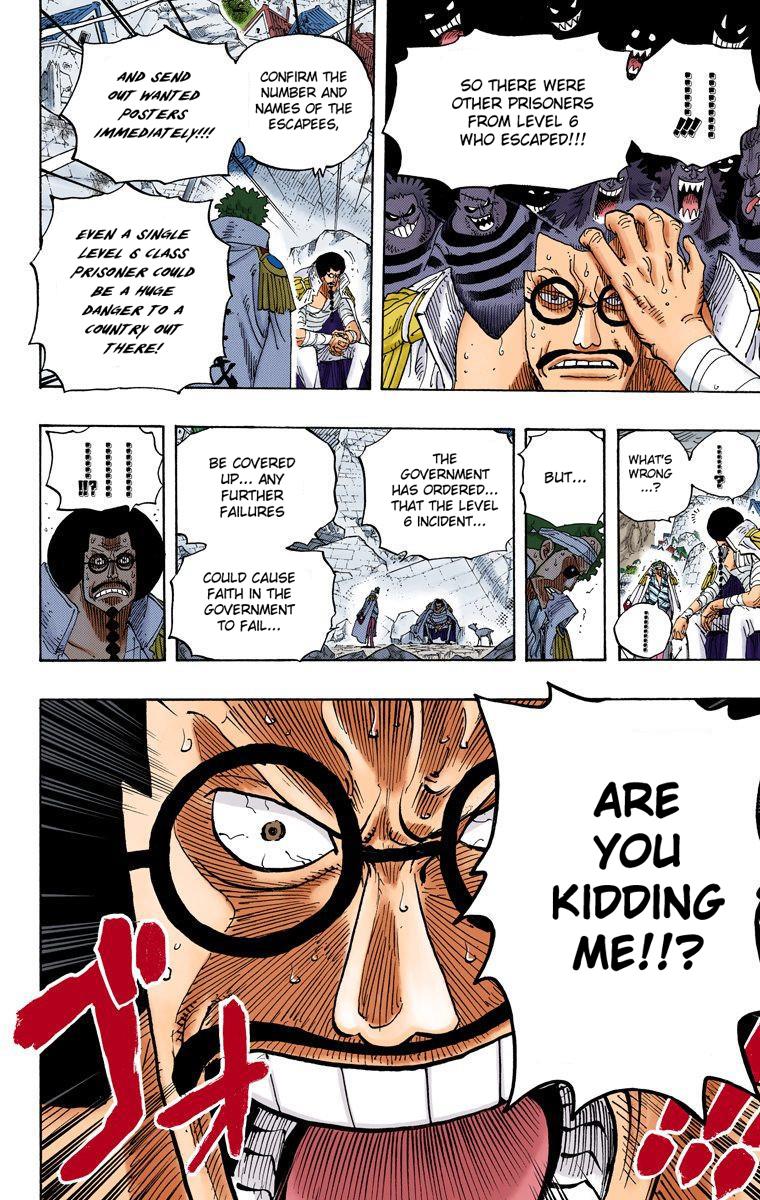 ...!!!
SO THERE WERE
OTHER PRISONERS
FROM LEVEL 6
WHO ESCAPED!!!
CONFIRM THE
NUMBER AND
NAMES OF THE
ESCAPEES,
AND SEND
OUT WANTED
POSTERS
IMMEDIATELY!!!
EVEN A SINGLE
LEVEL 6 CLASS
PRISONER COULD
BE A HUGE
DANGER TO A
COUNTRY OUT
THERE!
...?
WHAT'S
WRONG
...?
...
BUT...
THE
GOVERNMENT
HAS ORDERED...
THAT THE LEVEL
6 INCIDENT...
BE COVERED
UP... ANY
FURTHER
FAILURES
COULD CAUSE
FAITH IN THE
GOVERNMENT
TO FAIL...
...!!?
ARE
YOU
KIDDING
ME!!?
ゴオ